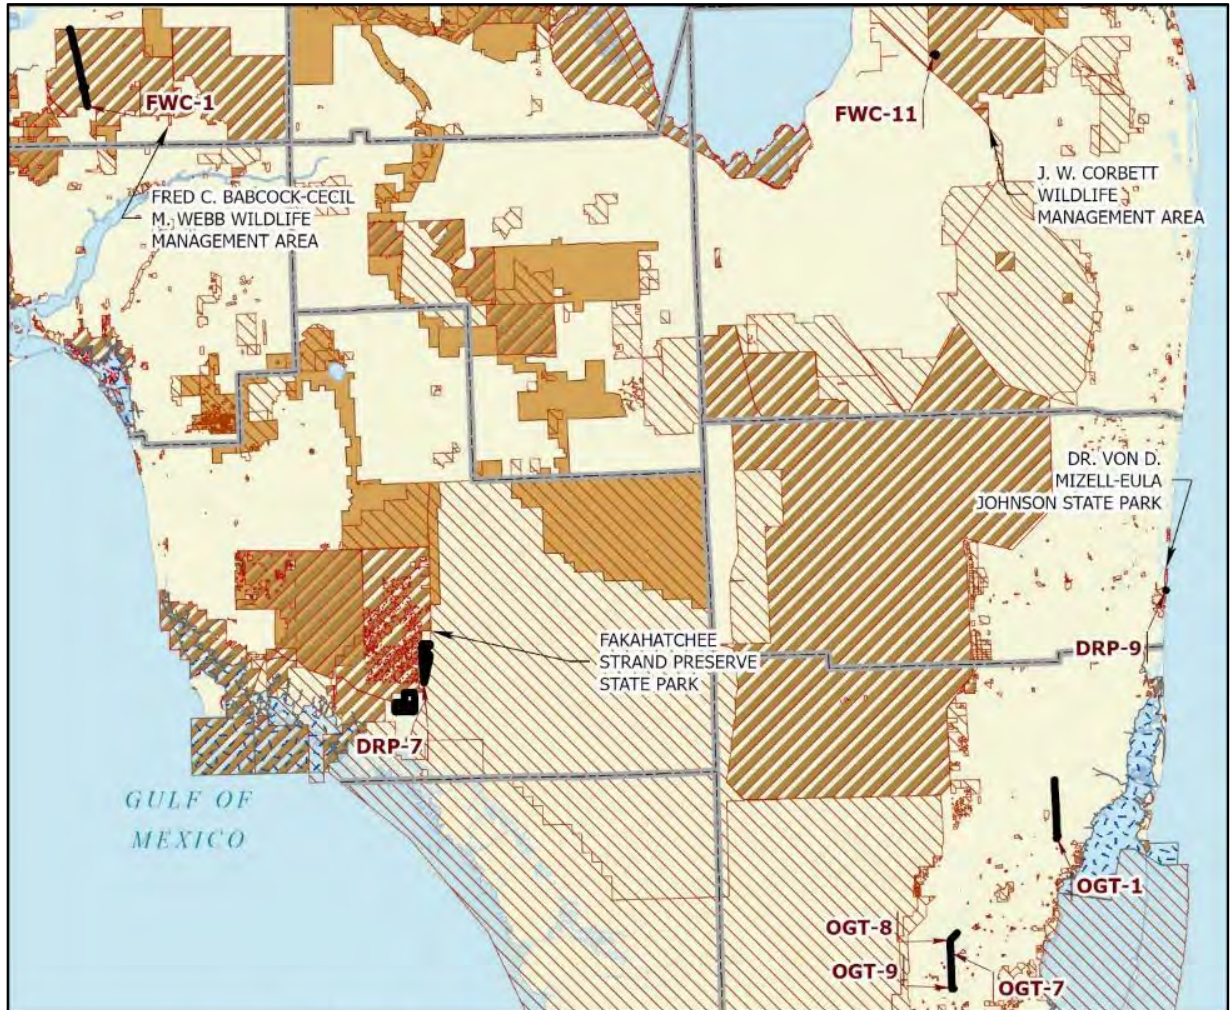 FWC-1
FWC-11
FRED C. BABCOCK-CECIL
M. WEBB WILDLIFE
MANAGEMENT AREA
J. W. CORBETT
WILDLIFE
MANAGEMENT AREA
DR. VON D.
MIZELL-EULA
JOHNSON STATE PARK
FAKAHATCHEE
STRAND PRESERVE
STATE PARK
DRP-9
DRP-7
GULF OF
MEXICO
OGT-1
OGT-8
OGT-9
OGT-7